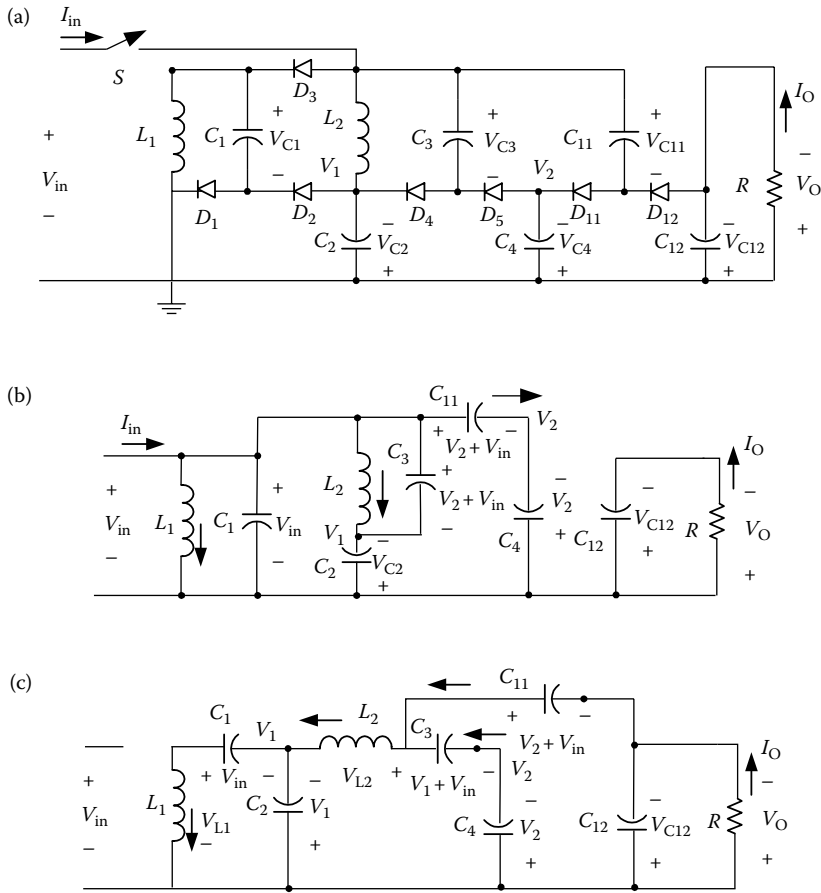 (a)
I_in
S
D_3
L_1
C_1
+
V_C1
−
L_2
V_1
C_3
+
V_C3
−
C_11
+
V_C11
−
I_O
+
V_in
−
D_1
D_2
D_4
D_5
V_2
D_11
D_12
R
−
V_O
+
C_2
−
V_C2
+
C_4
−
V_C4
+
C_12
−
V_C12
+
(b)
I_in
C_11
V_2
+ V_2 + V_in −
+
V_in
−
L_1
C_1
+
V_in
−
L_2
C_3
+
V_2 + V_in
−
V_1
C_2
−
V_C2
+
C_4
−
V_2
+
C_12
−
V_C12
+
R
I_O
−
V_O
+
(c)
C_1
V_1
L_2
C_3
C_11
+ −
V_2 + V_in
+
V_in
−
L_1
V_L1
−
+ V_in −
C_2
−
V_1
+
− V_L2 +
V_1 + V_in
−
V_2
C_4
−
V_2
+
C_12
−
V_C12
+
R
I_O
−
V_O
+